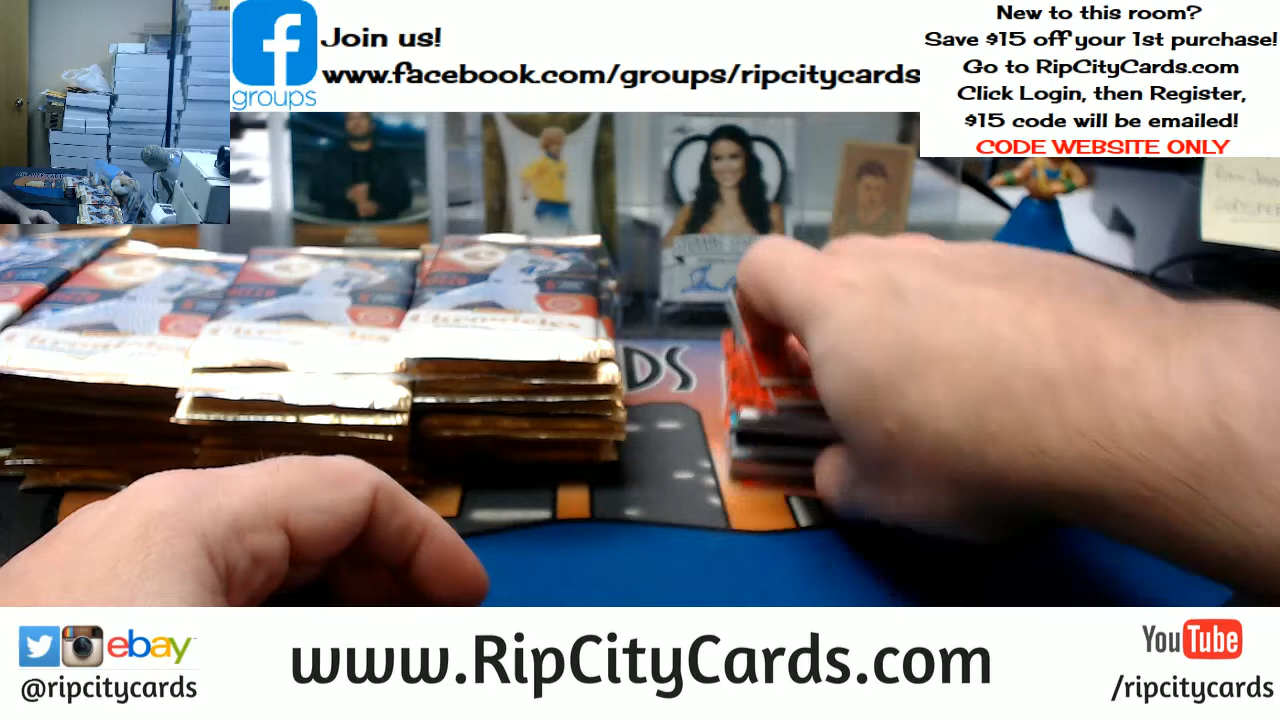 Join us!
www.facebook.com/groups/ripcitycards
groups
New to this room?
Save $15 off your 1st purchase!
Go to RipCityCards.com
Click Login, then Register,
$15 code will be emailed!
CODE WEBSITE ONLY
Chronicles
DS
ebay
@ripcitycards
www.RipCityCards.com
YouTube
/ripcitycards